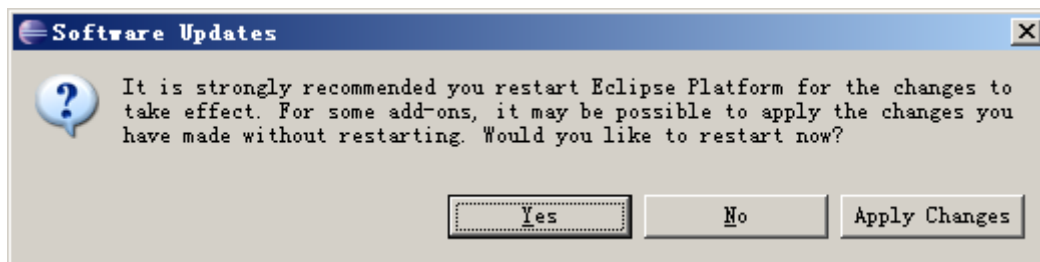 Software Updates
It is strongly recommended you restart Eclipse Platform for the changes to
take effect. For some add-ons, it may be possible to apply the changes you
have made without restarting. Would you like to restart now?
Yes No Apply Changes